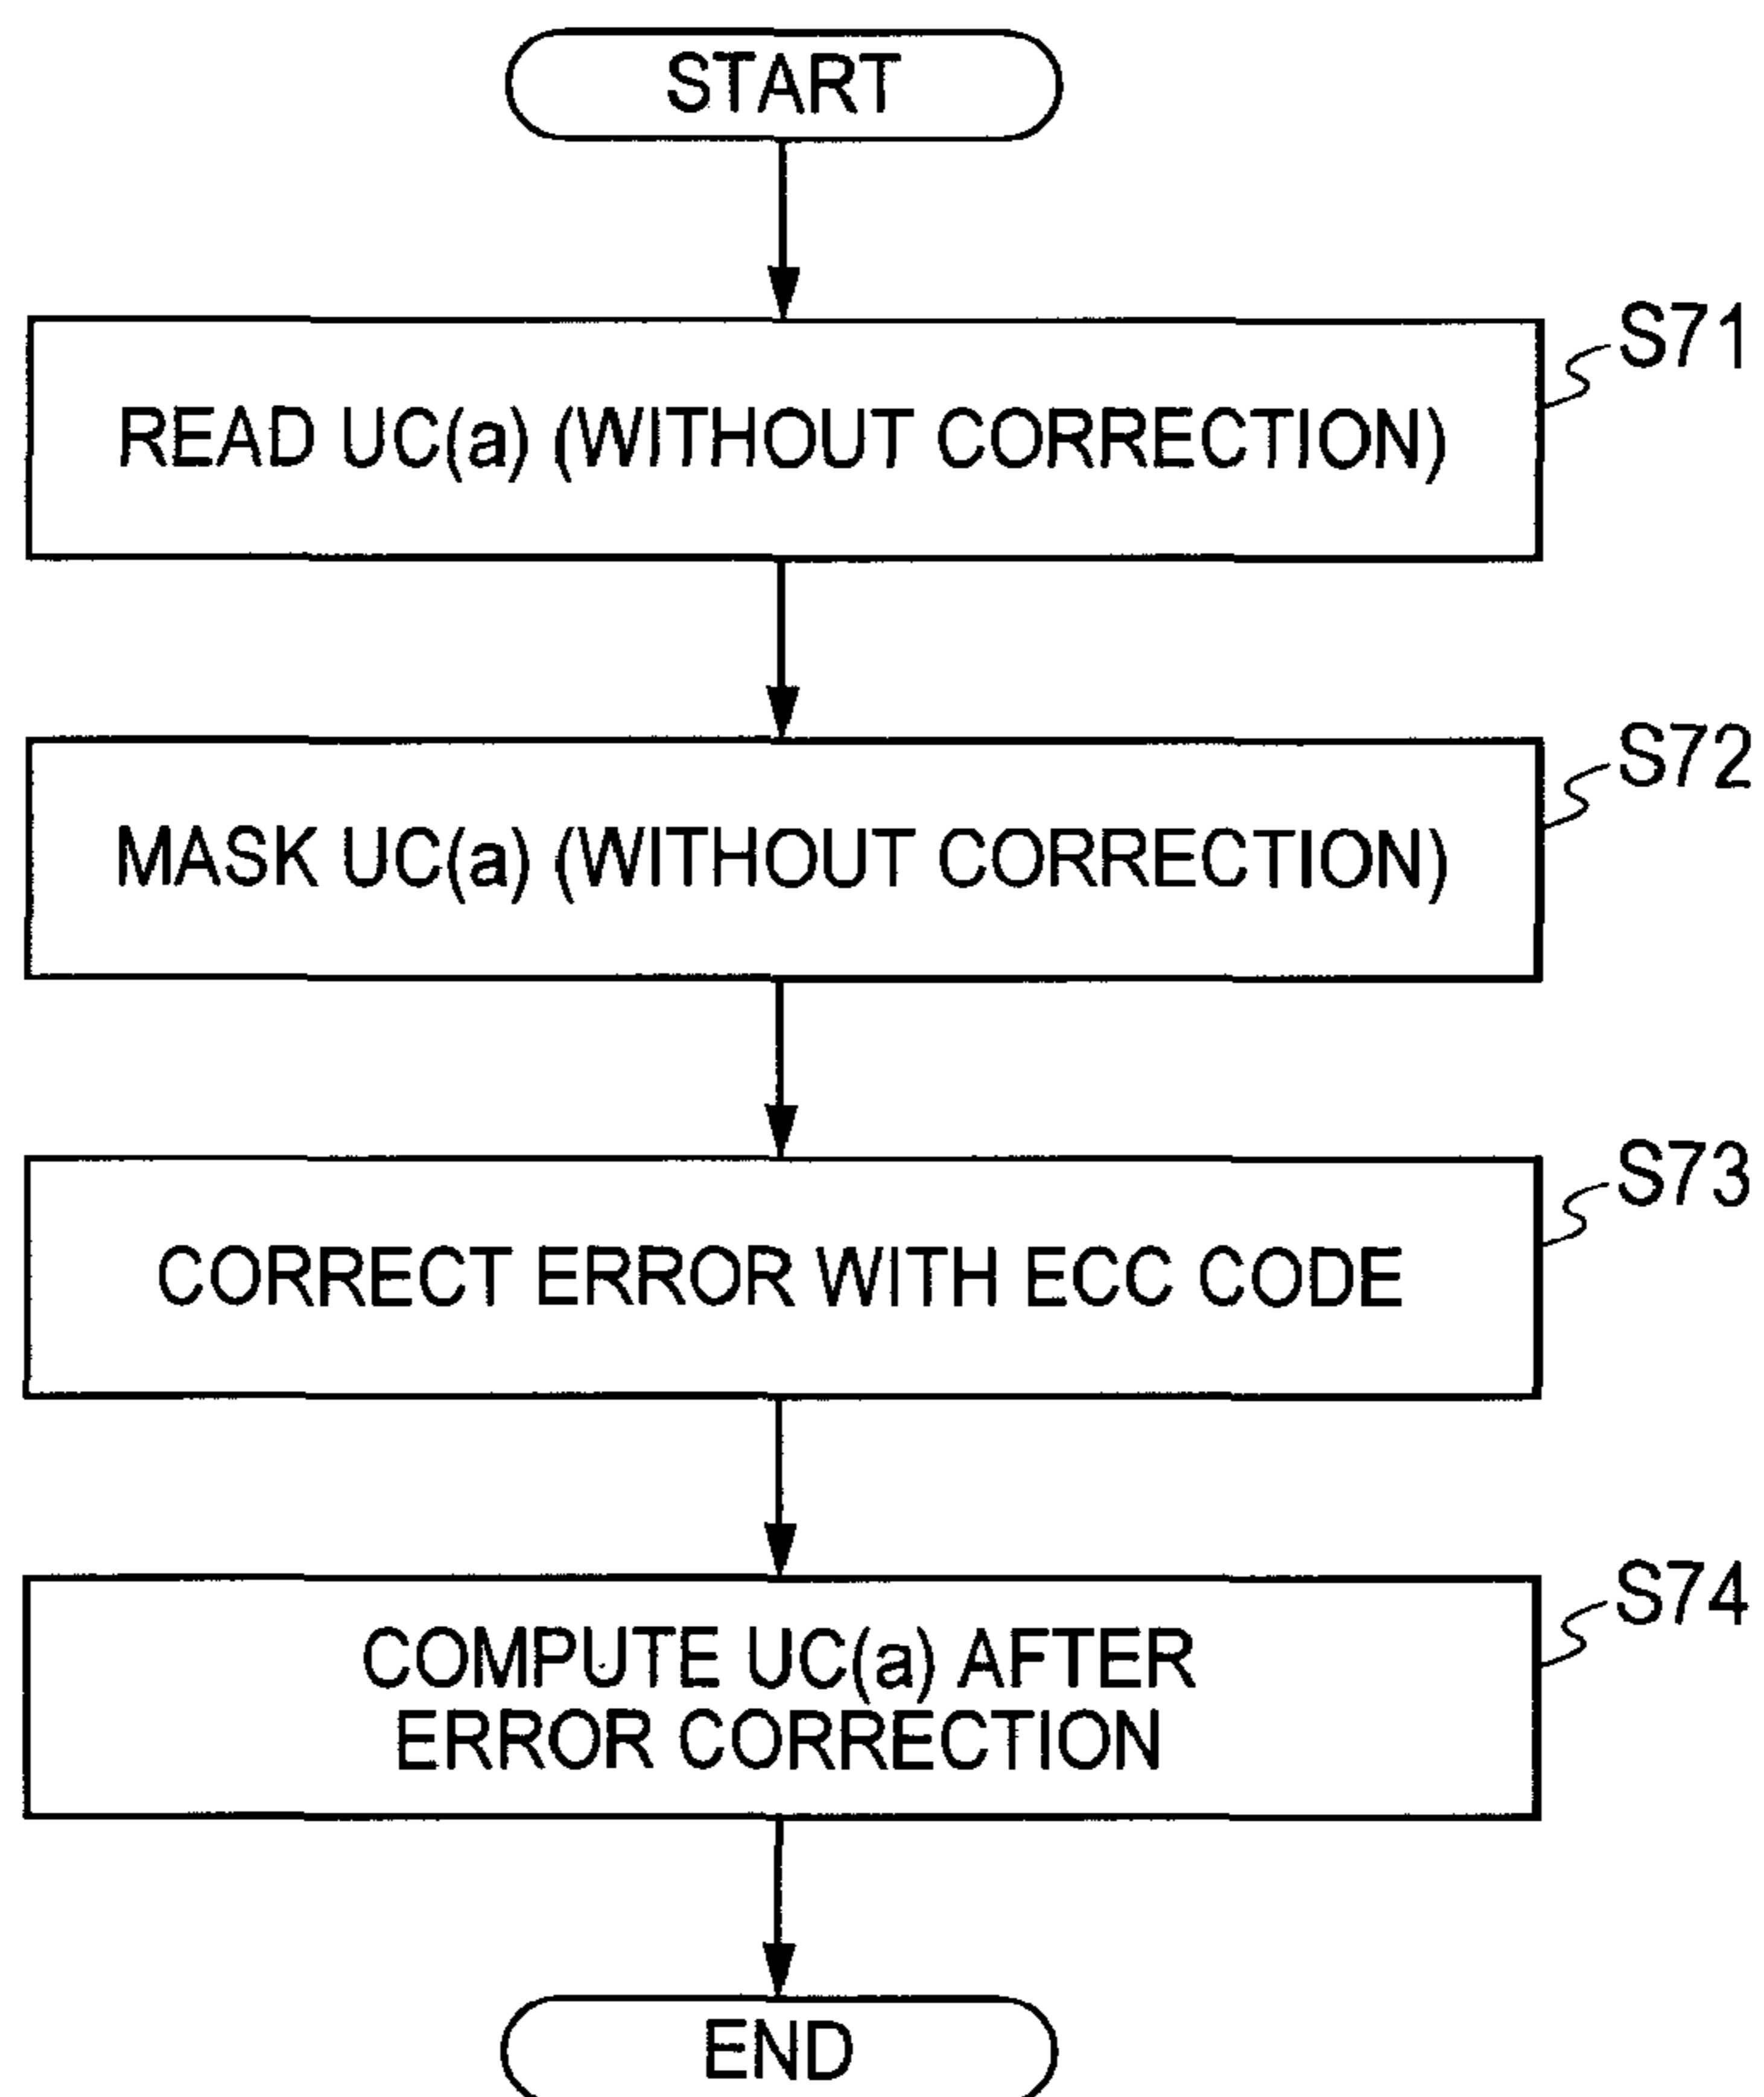 START
S71
READ UC(a) (WITHOUT CORRECTION)
S72
MASK UC(a) (WITHOUT CORRECTION)
S73
CORRECT ERROR WITH ECC CODE
S74
COMPUTE UC(a) AFTER
ERROR CORRECTION
END